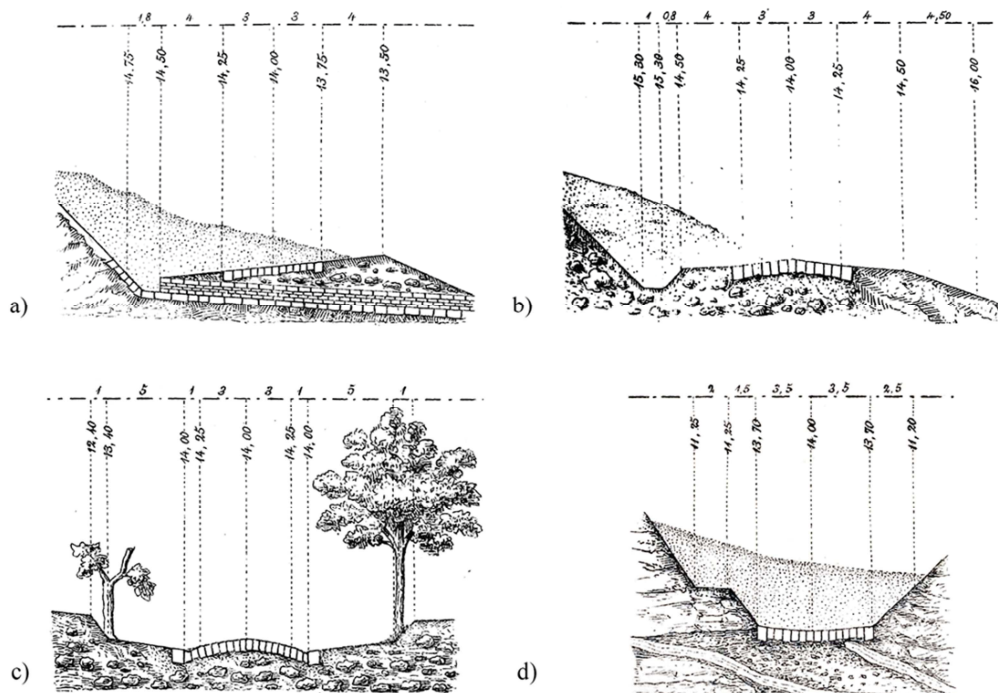 1,8 4 3 3 4
14,75 14,50 14,25 14,00 13,75 13,50
a)
1 0,8 4 3 3 4 4,50
15,30 15,30 14,50 14,25 14,00 14,25 14,50 16,00
b)
1 5 1 3 3 1 5 1
12,40 13,40 14,00 14,25 14,00 14,25 14,00
c)
2 1,5 3,5 3,5 2,5
11,25 11,25 13,70 14,00 13,70 11,20
d)